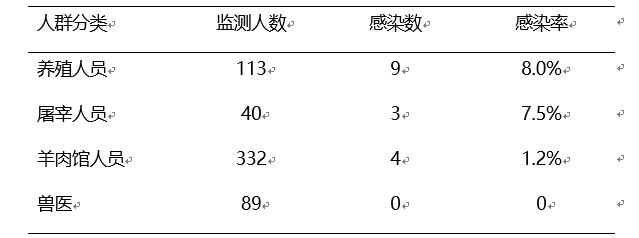 人群分类 监测人数 感染数 感染率
养殖人员 113 9 8.0%
屠宰人员 40 3 7.5%
羊肉馆人员 332 4 1.2%
兽医 89 0 0